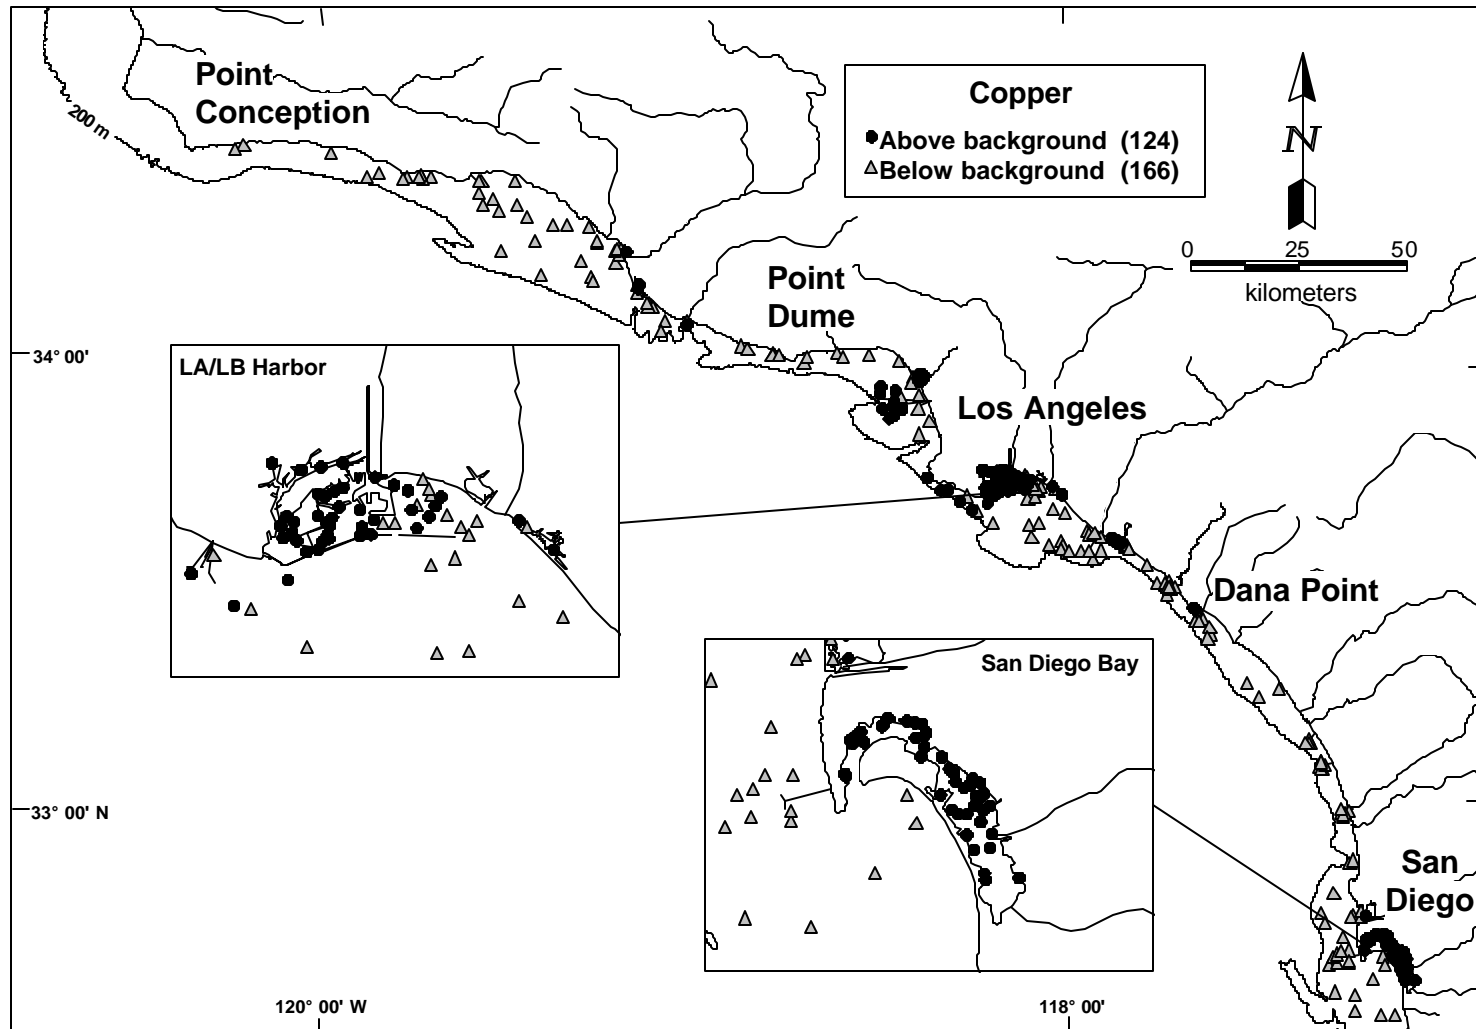 Point
Conception
200 m
Copper
Above background (124)
Below background (166)
N
0 25 50
kilometers
Point
Dume
34° 00'
LA/LB Harbor
Los Angeles
Dana Point
San Diego Bay
33° 00' N
San
Diego
120° 00' W
118° 00'